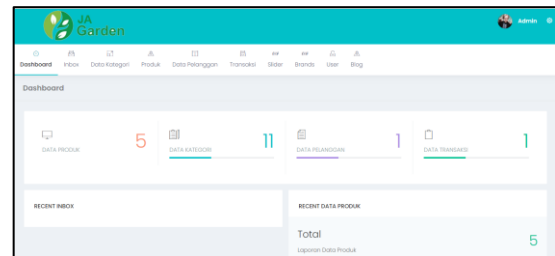 JA
Garden
Admin
Dashboard Inbox Data Kategori Produk Data Pelanggan Transaksi Slider Brands User Blog
Dashboard
5 11 1 1
DATA PRODUK DATA KATEGORI DATA PELANGGAN DATA TRANSAKSI
RECENT INBOX RECENT DATA PRODUK
Total
5
Laporan Data Produk